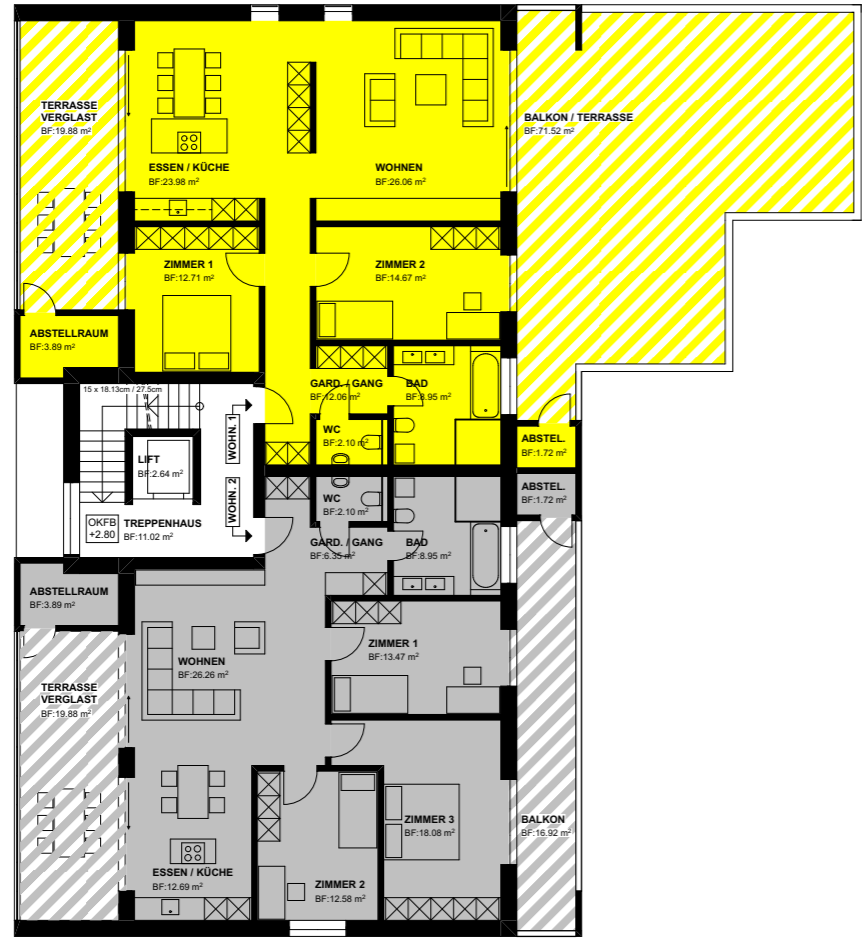 TERRASSE
VERGLAST
BF:19.88 m²
ESSEN / KÜCHE
BF:23.98 m²
WOHNEN
BF:26.06 m²
BALKON / TERRASSE
BF:71.52 m²
ZIMMER 1
BF:12.71 m²
ZIMMER 2
BF:14.67 m²
ABSTELLRAUM
BF:3.89 m²
15 x 18.13cm / 27.5cm
GARD. / GANG
BF:12.06 m²
BAD
BF:8.95 m²
WOHN. 1
WC
BF:2.10 m²
ABSTEL.
BF:1.72 m²
LIFT
BF:2.64 m²
WOHN. 2
WC
BF:2.10 m²
ABSTEL.
BF:1.72 m²
OKFB
+2.80
TREPPENHAUS
BF:11.02 m²
GARD. / GANG
BF:6.35 m²
BAD
BF:8.95 m²
ABSTELLRAUM
BF:3.89 m²
WOHNEN
BF:26.26 m²
ZIMMER 1
BF:13.47 m²
TERRASSE
VERGLAST
BF:19.88 m²
ZIMMER 3
BF:18.08 m²
BALKON
BF:16.92 m²
ESSEN / KÜCHE
BF:12.69 m²
ZIMMER 2
BF:12.58 m²